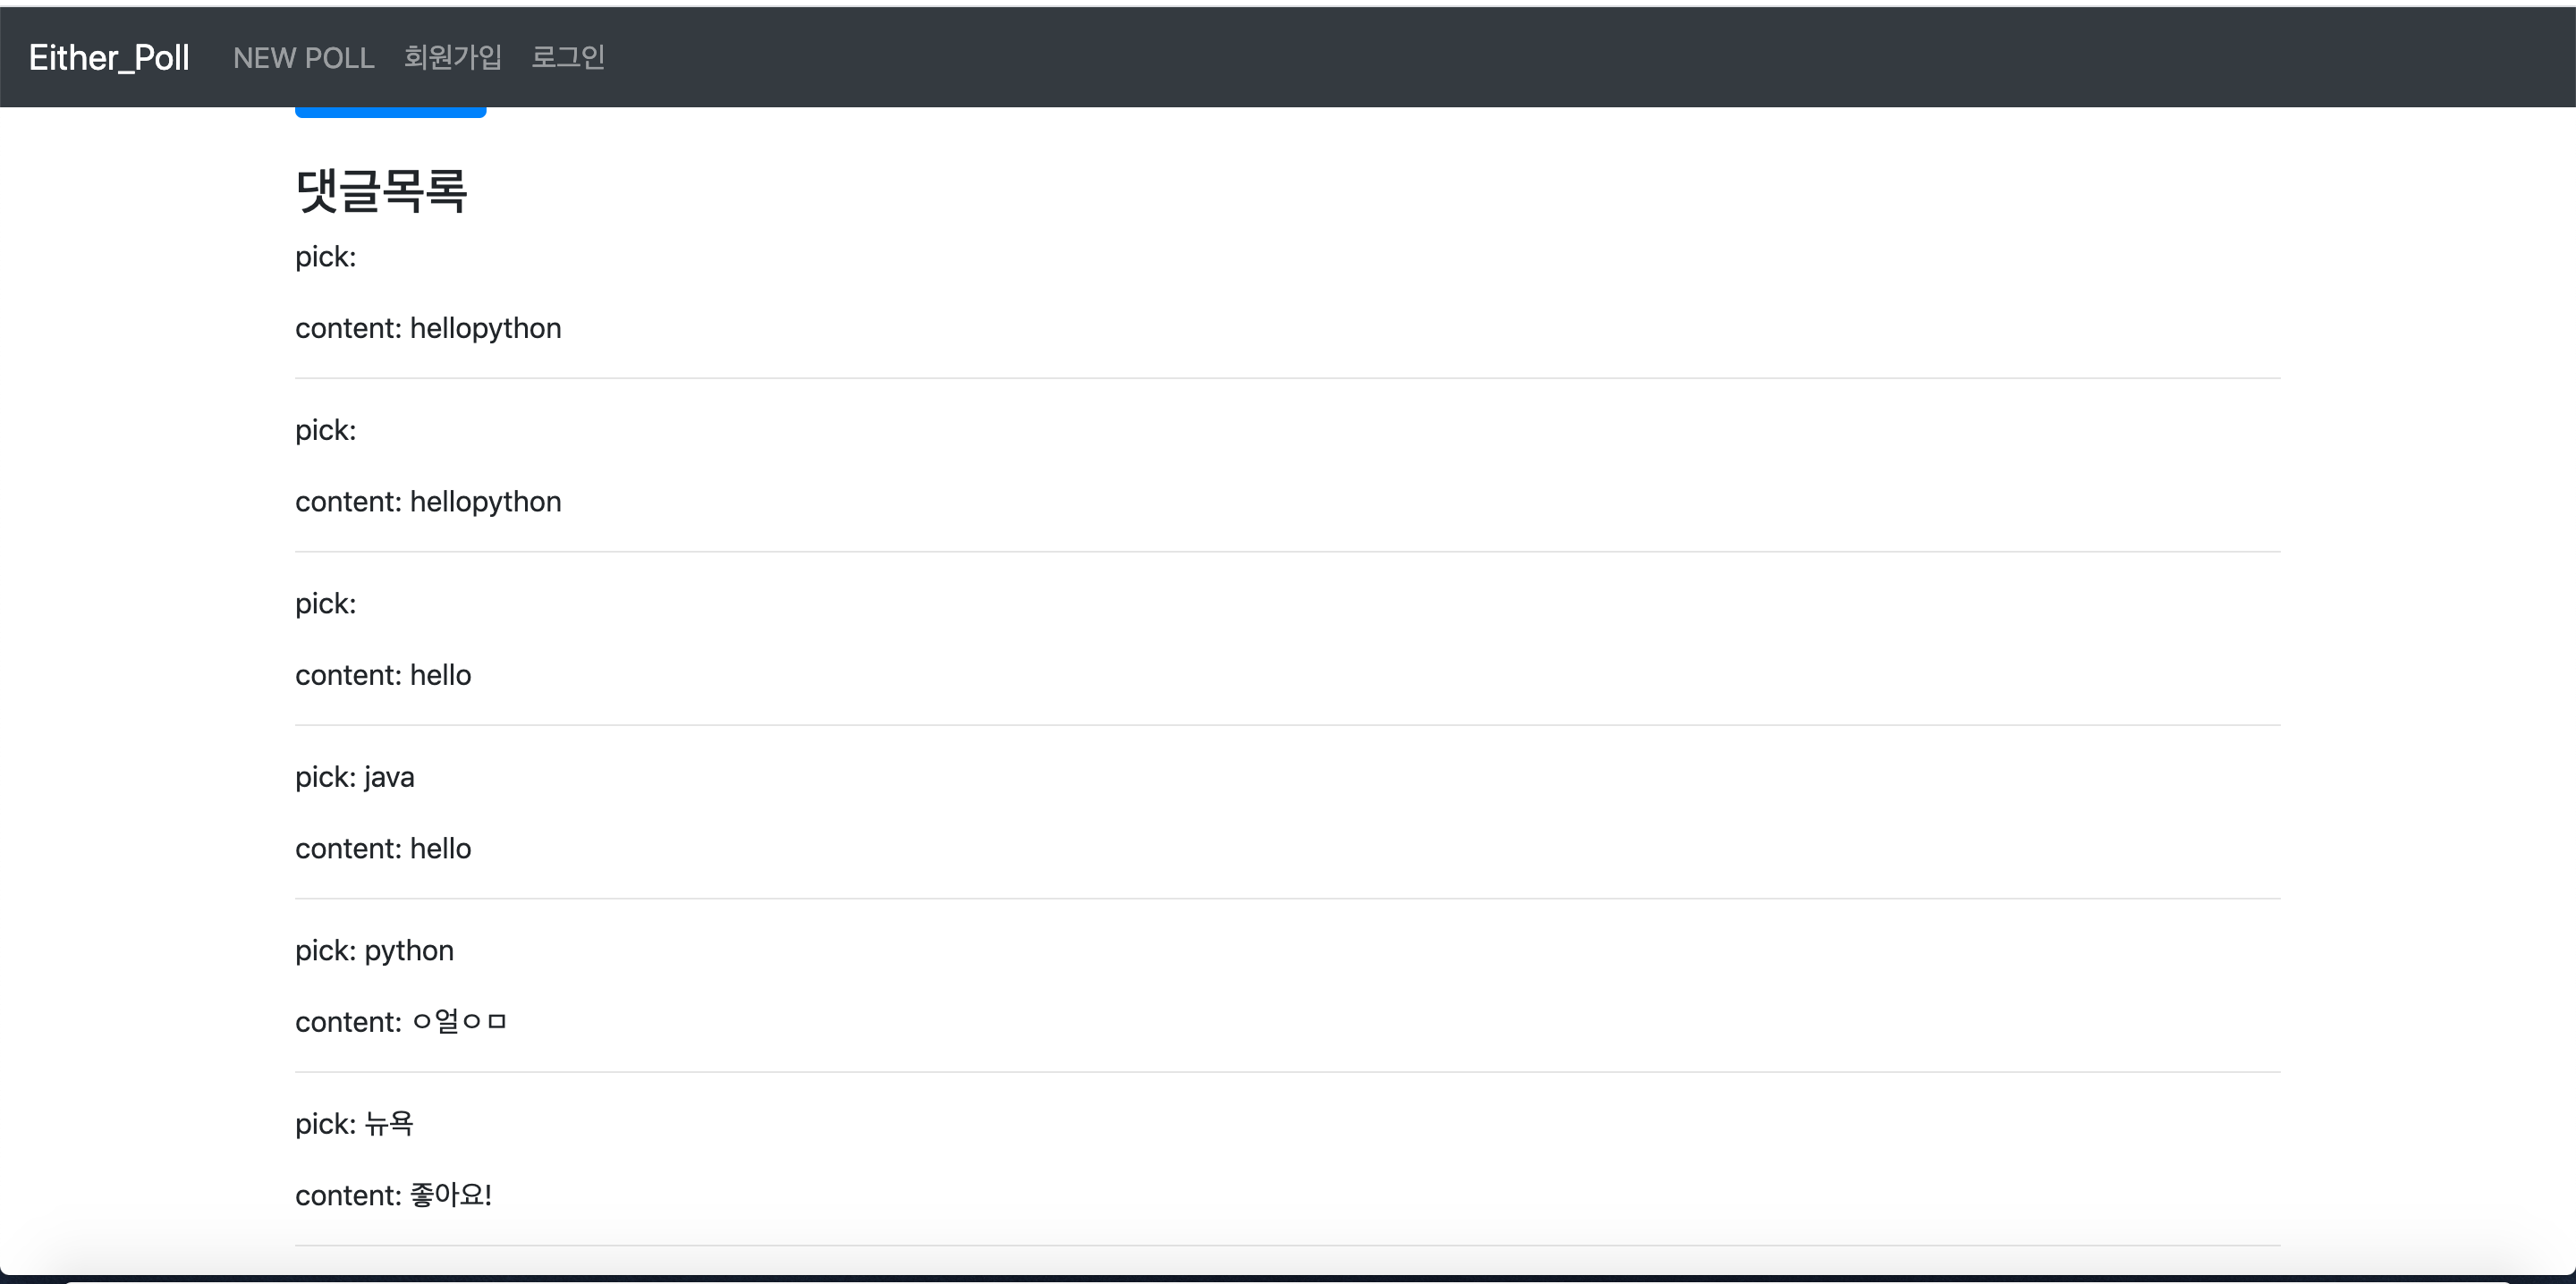 Either_Poll NEW POLL 회원가입 로그인
댓글목록
pick:
content: hellopython
pick:
content: hellopython
pick:
content: hello
pick: java
content: hello
pick: python
content: ㅇ얼ㅇㅁ
pick: 뉴욕
content: 좋아요!